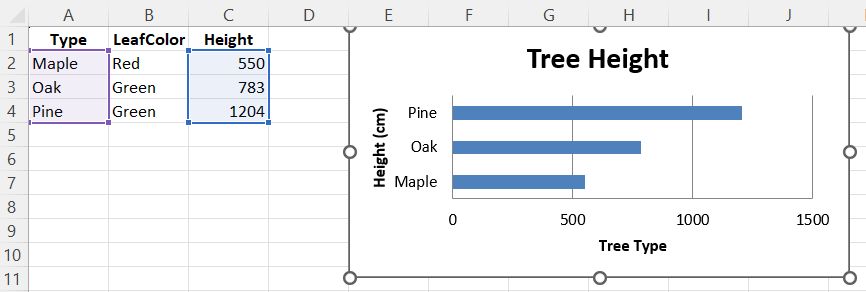 A B C D E F G H I J
1 Type LeafColor Height
2 Maple Red 550
3 Oak Green 783
4 Pine Green 1204
5
6
7
8
9
10
11
Tree Height
Height (cm)
Pine
Oak
Maple
0 500 1000 1500
Tree Type